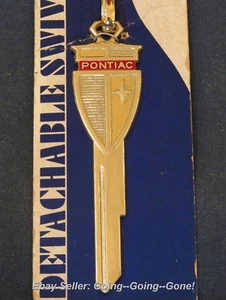 DETACHABLE SWIV
PONTIAC
Ebay Seller: Going--Going--Gone!